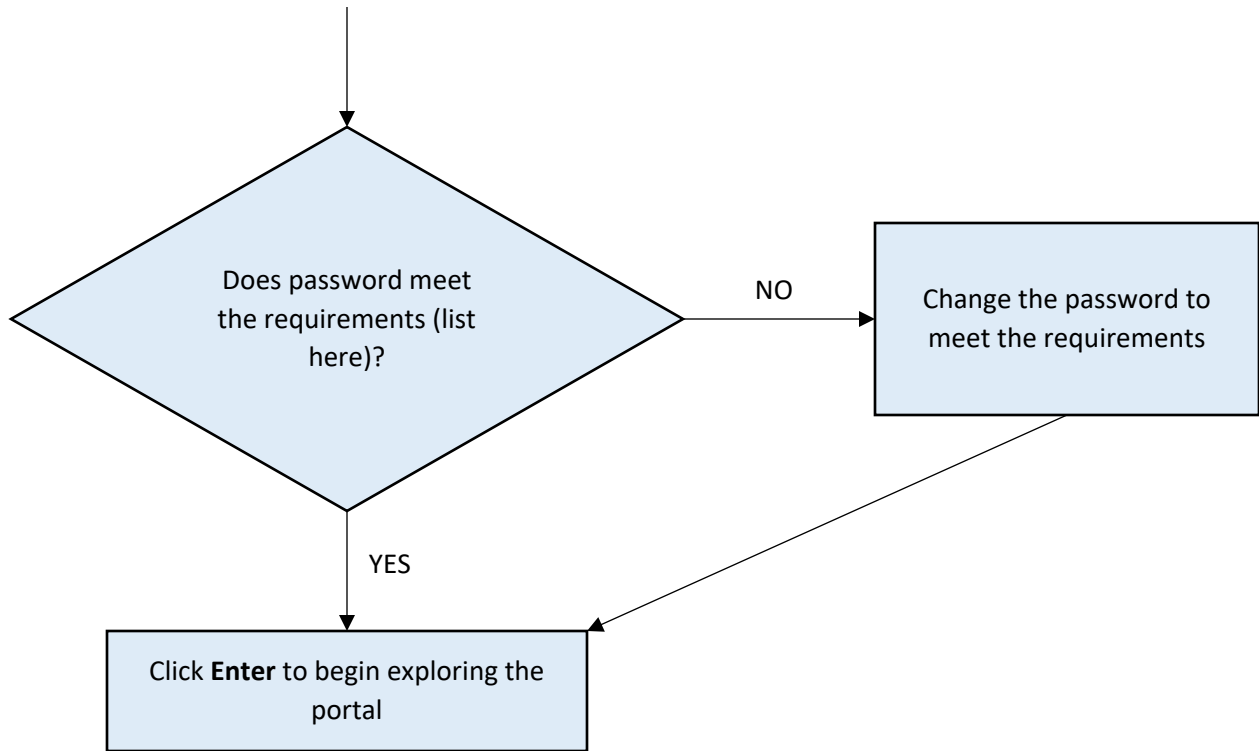 Does password meet
the requirements (list
here)?
NO
Change the password to
meet the requirements
YES
Click Enter to begin exploring the
portal